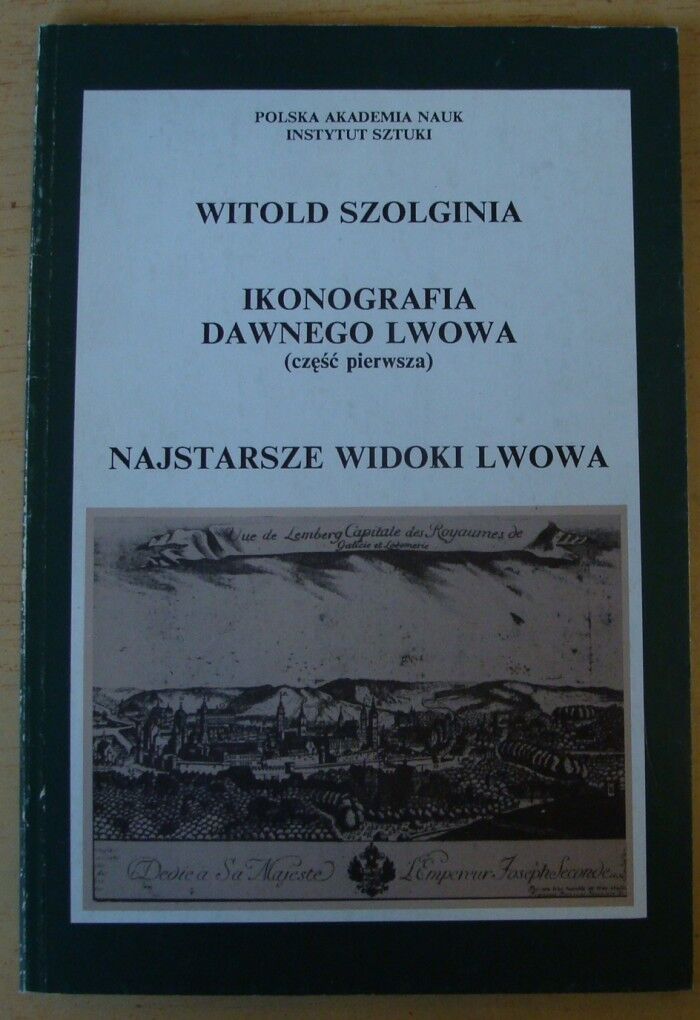 POLSKA AKADEMIA NAUK
INSTYTUT SZTUKI
WITOLD SZOLGINIA
IKONOGRAFIA
DAWNEGO LWOWA
(część pierwsza)
NAJSTARSZE WIDOKI LWOWA
Vue de Lemberg Capitale des Royaumes de
Galicie et Lodomerie
Dedie a Sa Majeste L'Empereur Joseph Seconde